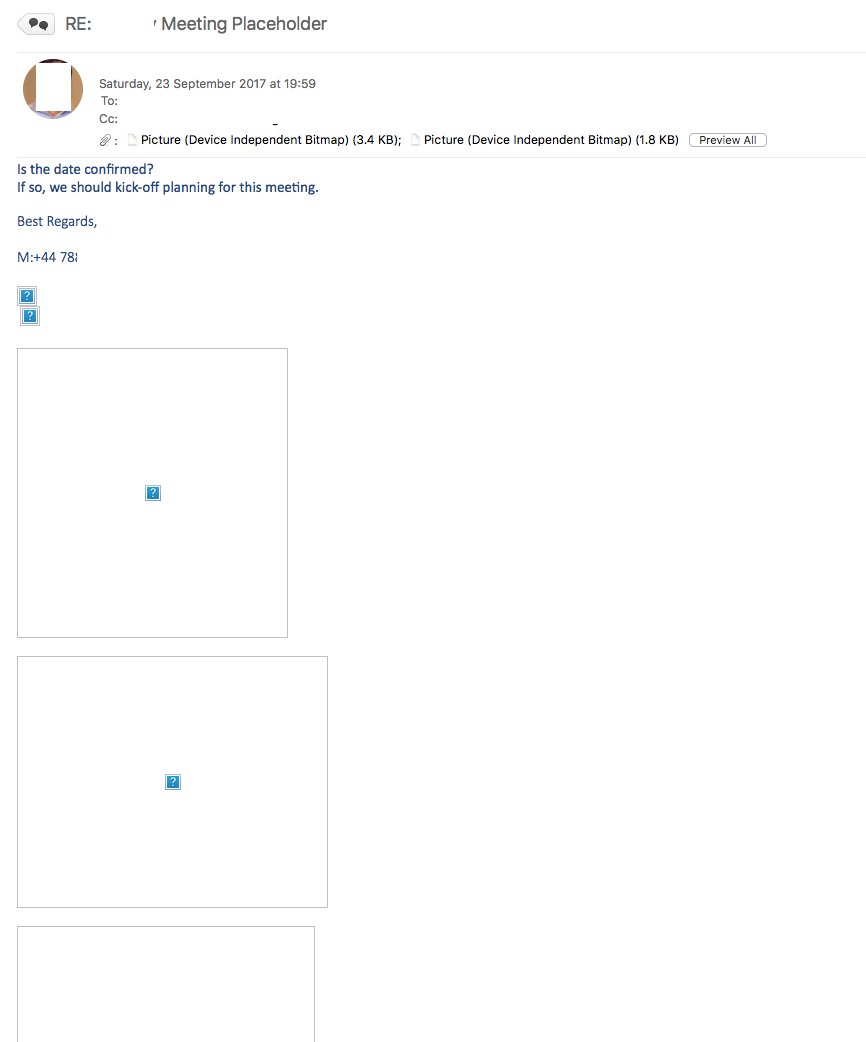 RE: Meeting Placeholder
Saturday, 23 September 2017 at 19:59
To:
Cc:
: Picture (Device Independent Bitmap) (3.4 KB); Picture (Device Independent Bitmap) (1.8 KB) Preview All
Is the date confirmed?
If so, we should kick-off planning for this meeting.
Best Regards,
M:+44 78
?
?
?
?